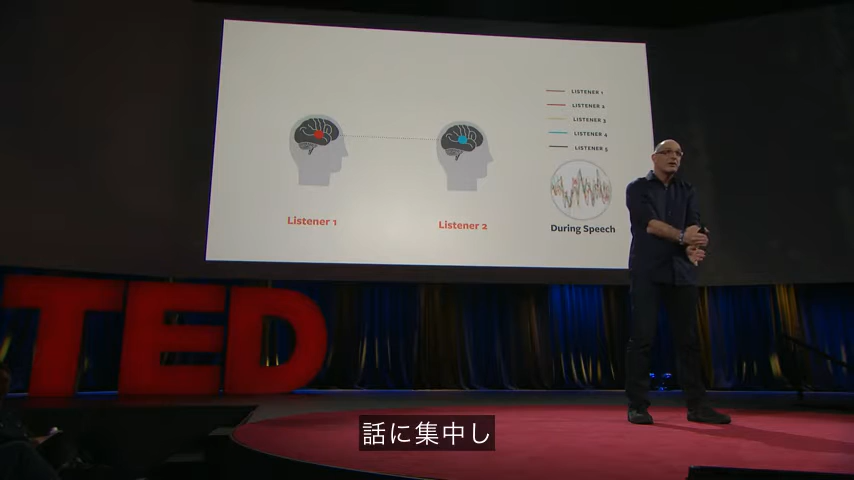 LISTENER 1
LISTENER 2
LISTENER 3
LISTENER 4
LISTENER 5
Listener 1
Listener 2
During Speech
TED
話に集中し